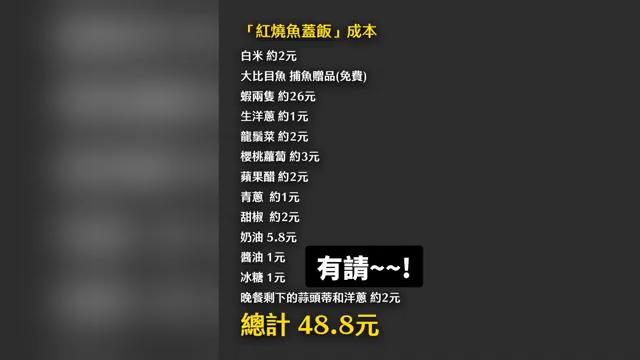 「紅燒魚蓋飯」成本
白米 約2元
大比目魚 捕魚贈品(免費)
蝦兩隻 約26元
生洋蔥 約1元
龍鬚菜 約2元
櫻桃蘿蔔 約3元
蘋果醋 約2元
青蔥 約1元
甜椒 約2元
奶油 5.8元
醬油 1元
有請~~!
冰糖 1元
晚餐剩下的蒜頭蒂和洋蔥 約2元
總計 48.8元